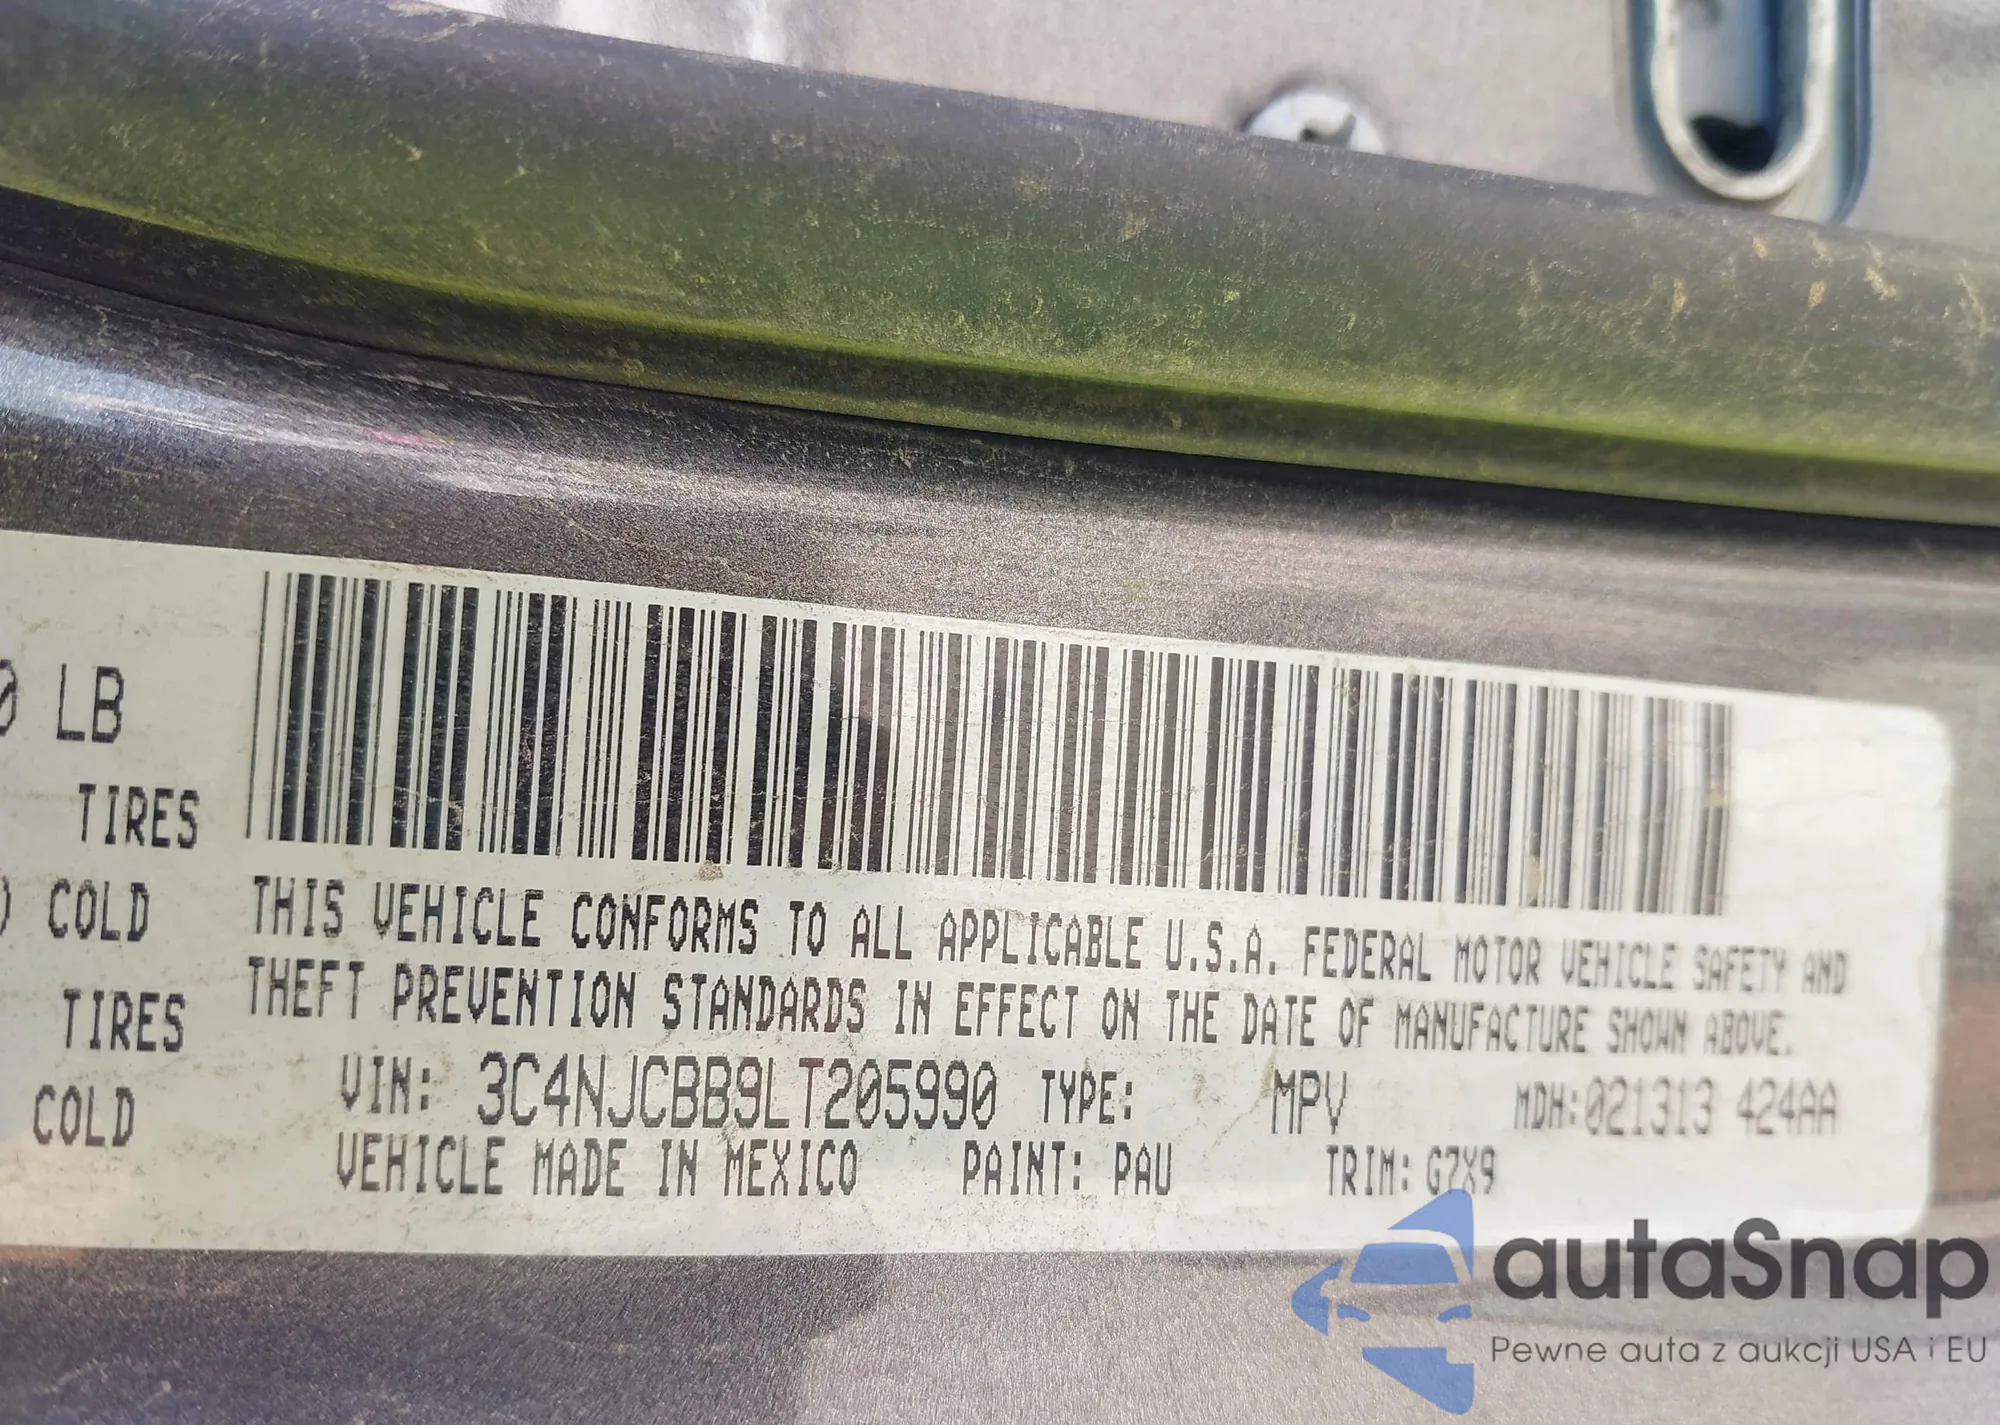 0 LB
TIRES
COLD
TIRES
COLD
THIS VEHICLE CONFORMS TO ALL APPLICABLE U.S.A. FEDERAL MOTOR VEHICLE SAFETY AND
THEFT PREVENTION STANDARDS IN EFFECT ON THE DATE OF MANUFACTURE SHOWN ABOVE.
VIN: 3C4NJCBB9LT205990 TYPE: MPV MDH:021313 424AA
VEHICLE MADE IN MEXICO PAINT: PAU TRIM: G7X9
autaSnap
Pewne auta z aukcji USA i EU